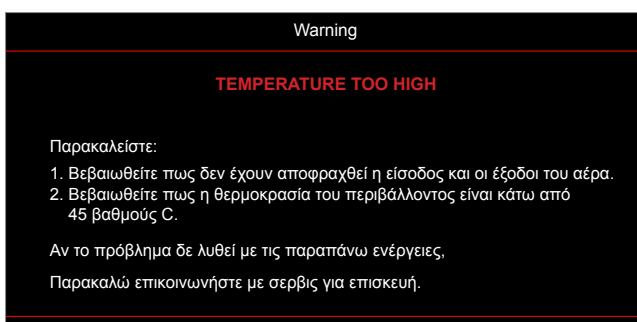 Warning
TEMPERATURE TOO HIGH
Παρακαλείστε:
1. Βεβαιωθείτε πως δεν έχουν αποφραχθεί η είσοδος και οι έξοδοι του αέρα.
2. Βεβαιωθείτε πως η θερμοκρασία του περιβάλλοντος είναι κάτω από
45 βαθμούς C.
Αν το πρόβλημα δε λυθεί με τις παραπάνω ενέργειες,
Παρακαλώ επικοινωνήστε με σερβις για επισκευή.